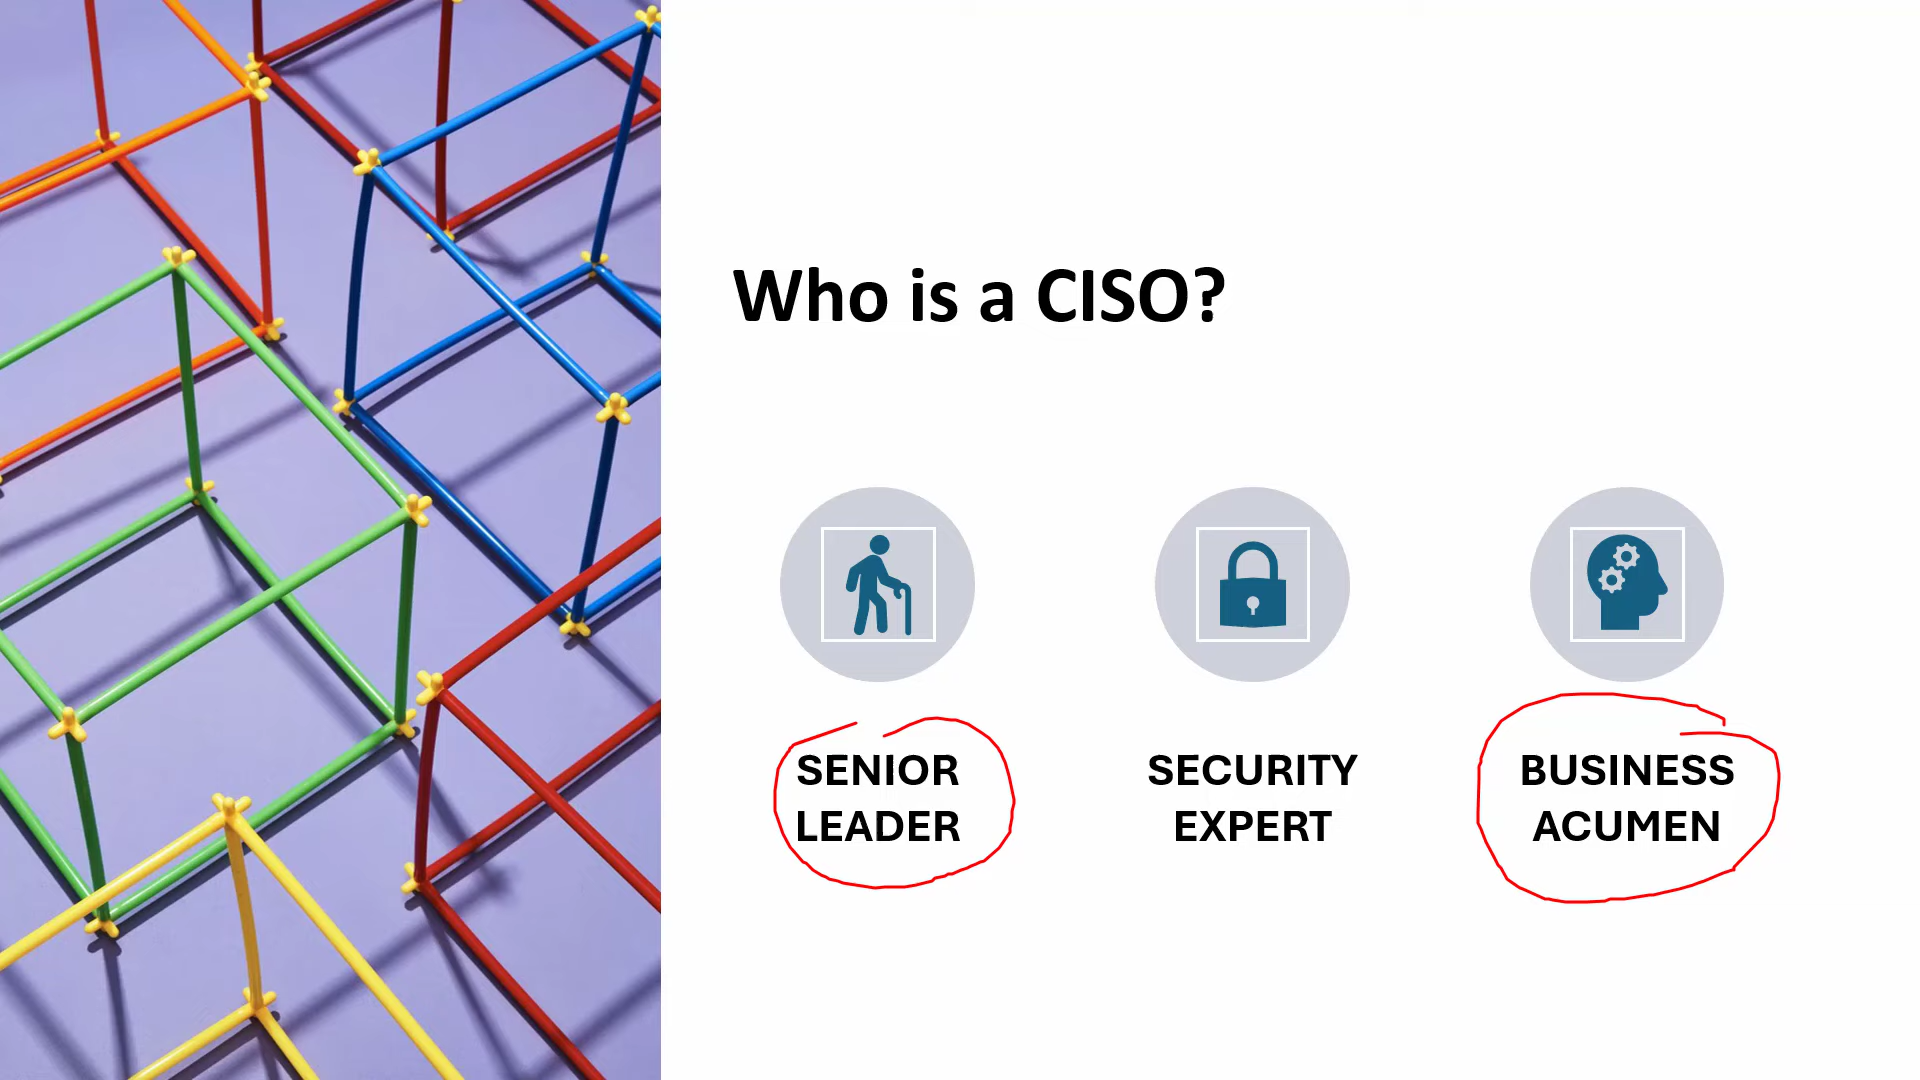 Who is a CISO?
SENIOR
LEADER
SECURITY
EXPERT
BUSINESS
ACUMEN